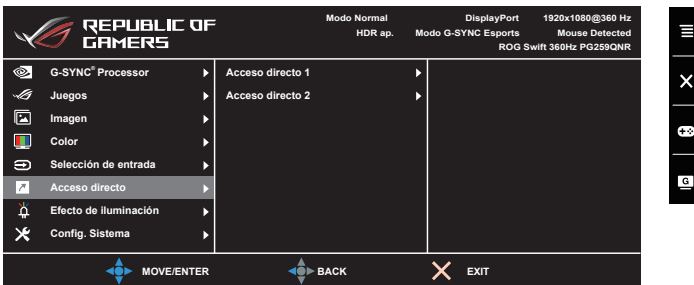 REPUBLIC OF
GAMERS
Modo Normal DisplayPort 1920x1080@360 Hz
HDR ap. Modo G-SYNC Esports Mouse Detected
ROG Swift 360Hz PG259QNR
G-SYNC® Processor
Juegos
Imagen
Color
Selección de entrada
Acceso directo
Efecto de iluminación
Config. Sistema
Acceso directo 1
Acceso directo 2
MOVE/ENTER BACK EXIT
G